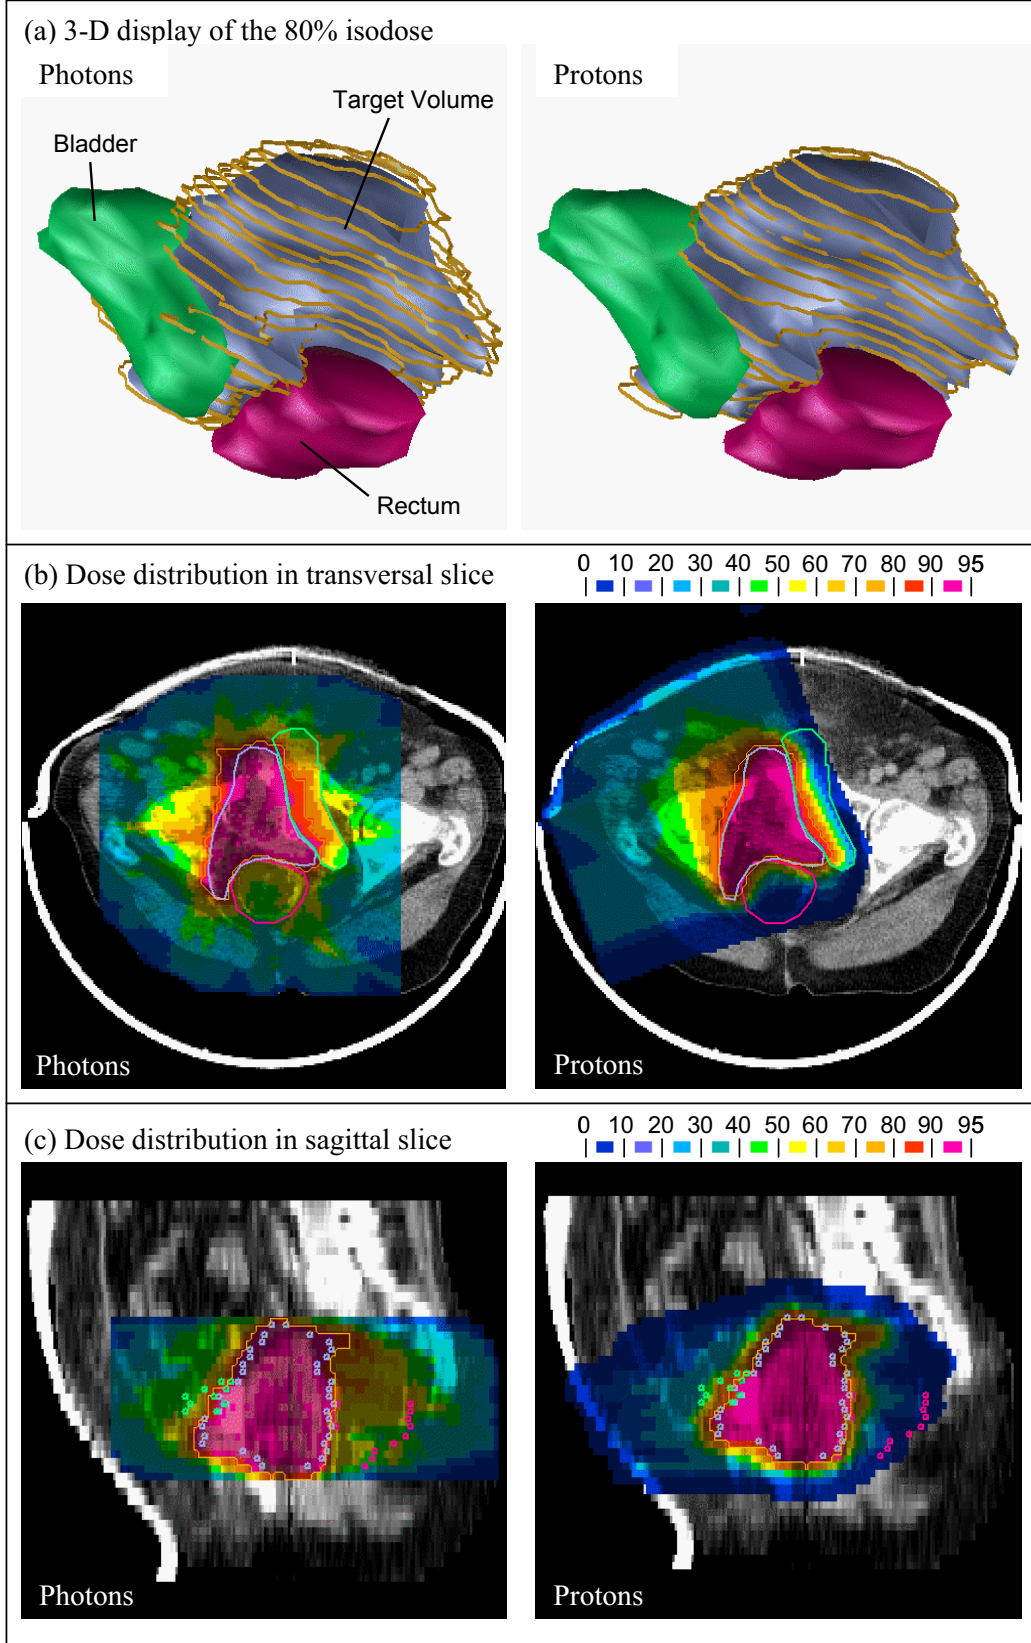 (a) 3-D display of the 80% isodose
Photons
Protons
Target Volume
Bladder
Rectum
(b) Dose distribution in transversal slice
0 10 20 30 40 50 60 70 80 90 95
Photons
Protons
(c) Dose distribution in sagittal slice
0 10 20 30 40 50 60 70 80 90 95
Photons
Protons